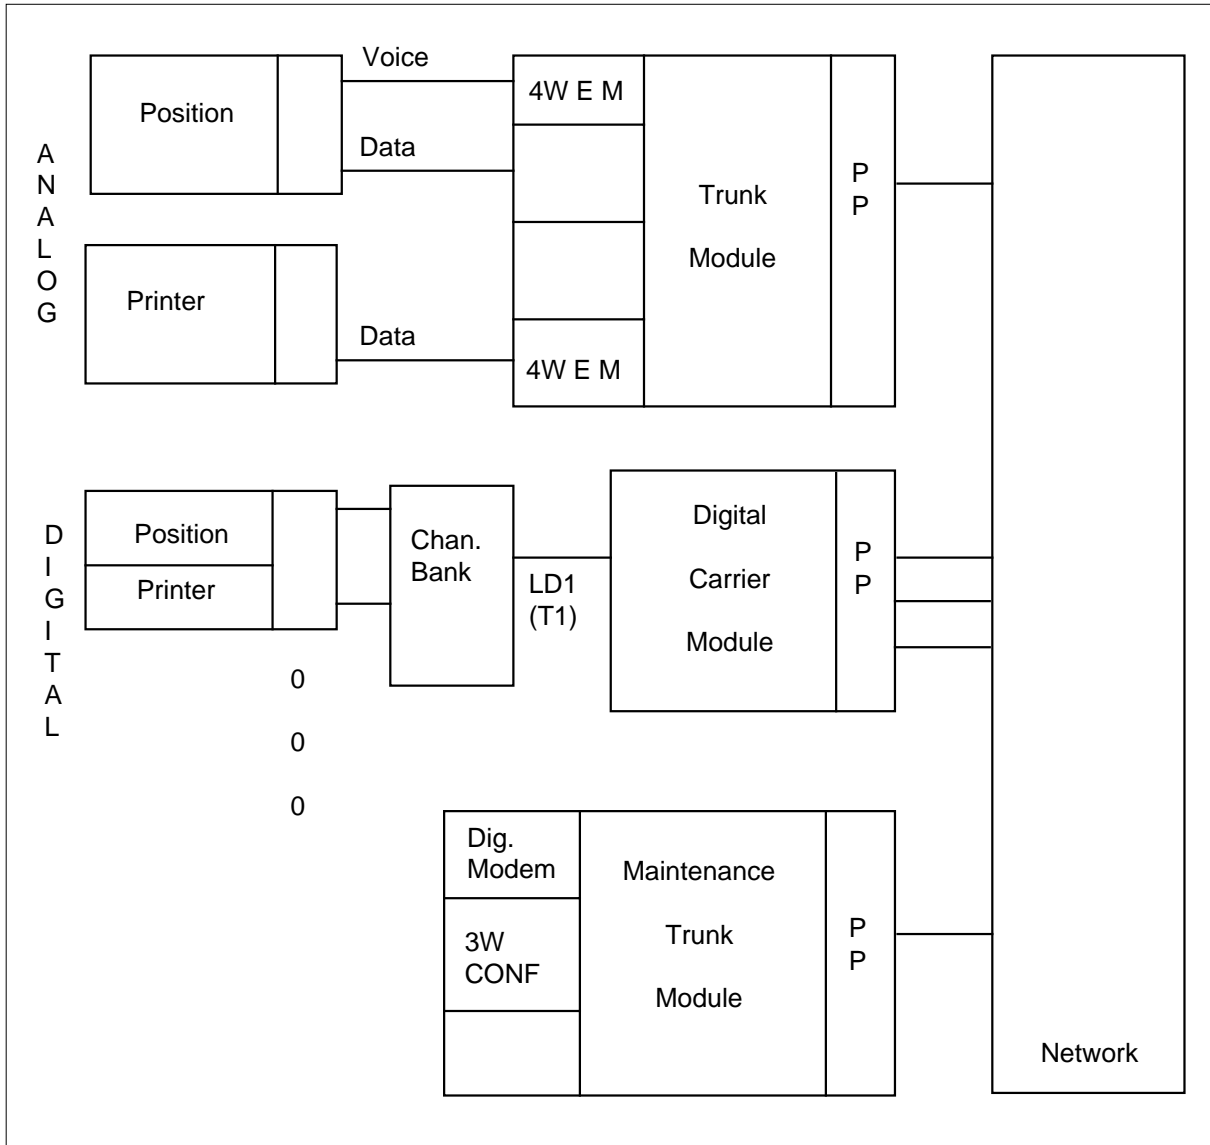 A
N
A
L
O
G
Position
Voice
Data
Printer
Data
4W E M
4W E M
Trunk
Module
P
P
D
I
G
I
T
A
L
Position
Printer
0
0
0
Chan.
Bank
LD1
(T1)
Digital
Carrier
Module
P
P
Dig.
Modem
3W
CONF
Maintenance
Trunk
Module
P
P
Network